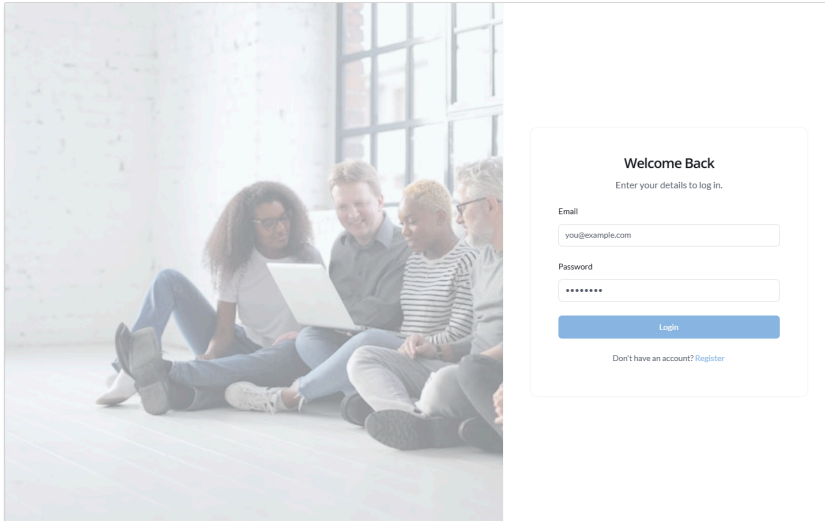 Welcome Back
Enter your details to log in.
Email
you@example.com
Password
••••••••
Login
Don't have an account? Register